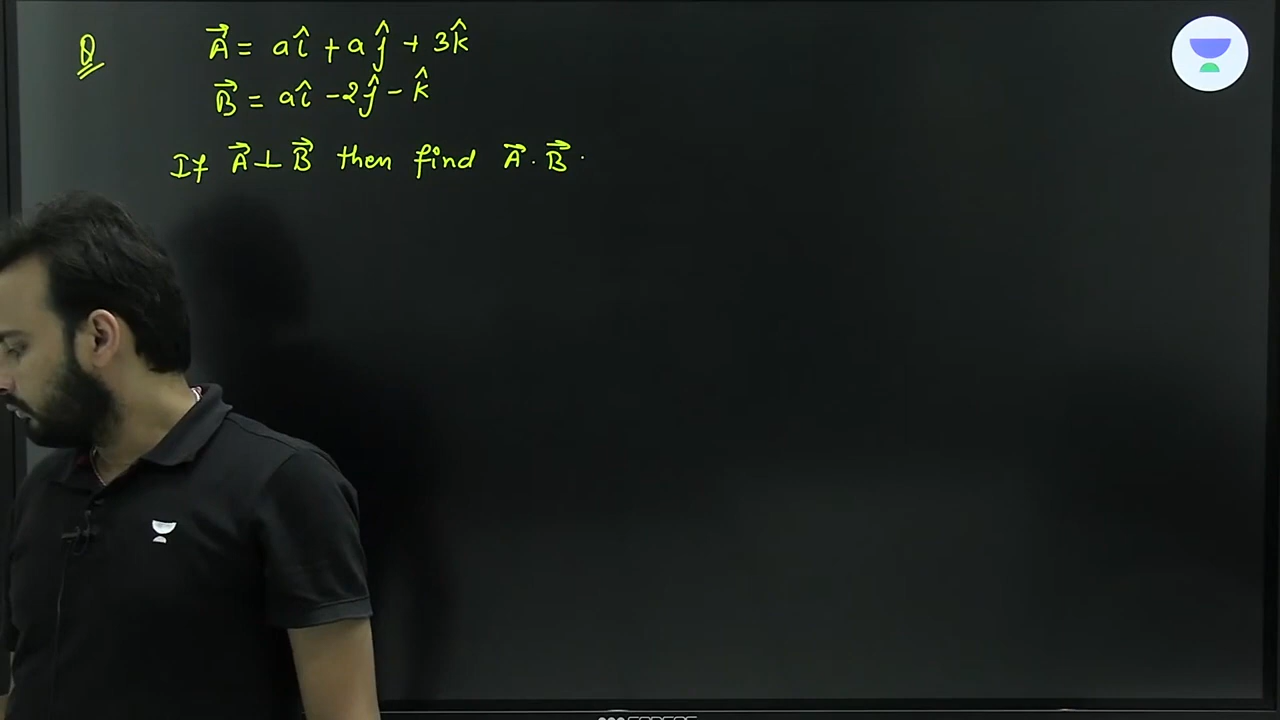 Q A⃗ = aî + aĵ + 3k̂
B⃗ = aî - 2ĵ - k̂
If A⃗ ⊥ B⃗ then find A⃗ . B⃗ .